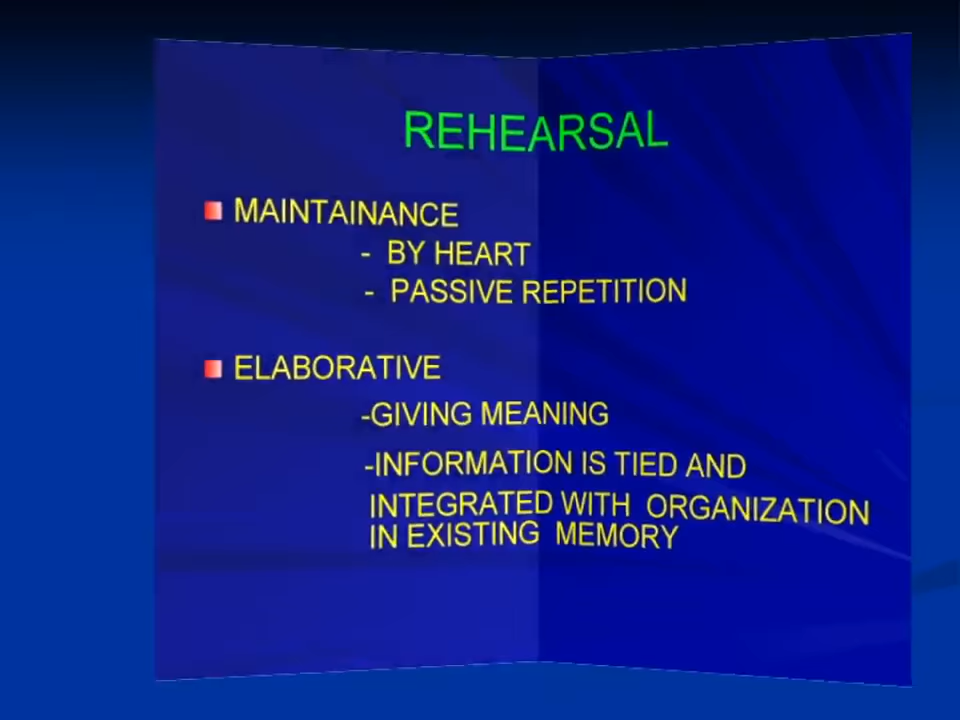 REHEARSAL
MAINTAINANCE
- BY HEART
- PASSIVE REPETITION
ELABORATIVE
-GIVING MEANING
-INFORMATION IS TIED AND
INTEGRATED WITH ORGANIZATION
IN EXISTING MEMORY